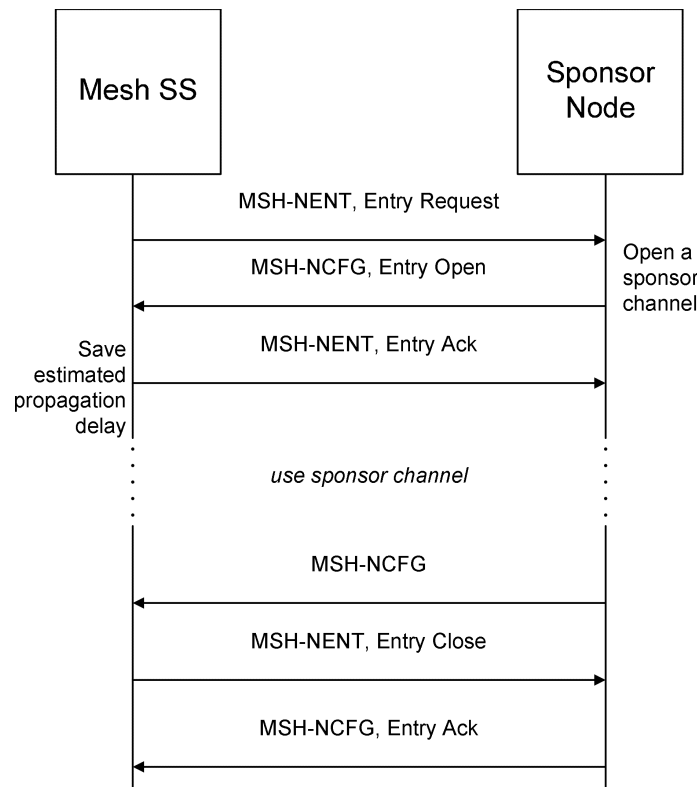 Mesh SS
Sponsor
Node
MSH-NENT, Entry Request
MSH-NCFG, Entry Open
Open a
sponsor
channel
MSH-NENT, Entry Ack
Save
estimated
propagation
delay
use sponsor channel
MSH-NCFG
MSH-NENT, Entry Close
MSH-NCFG, Entry Ack